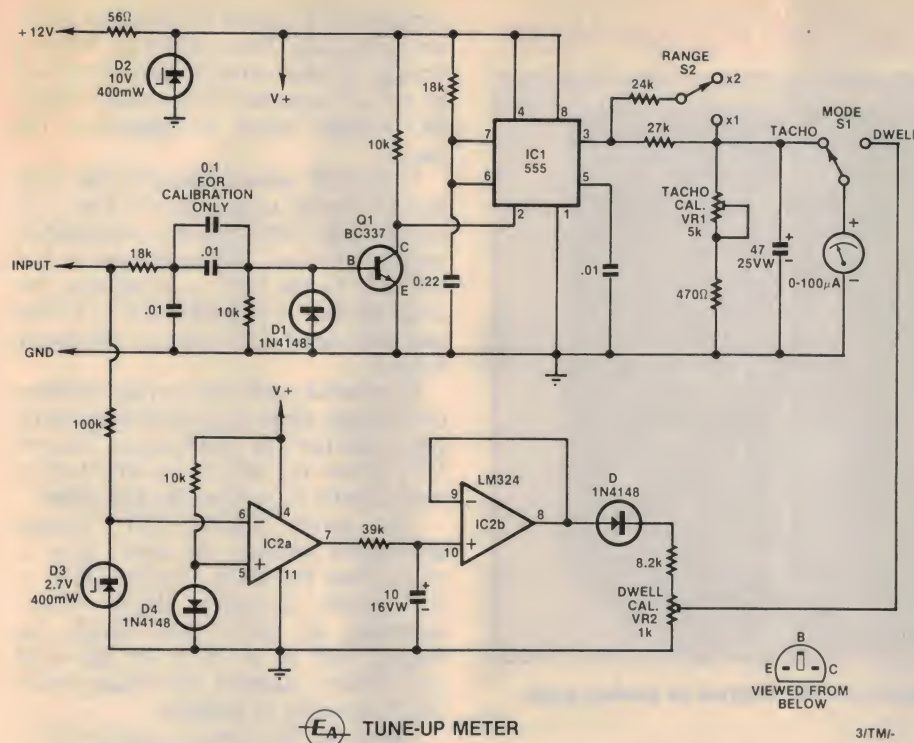 56Ω
+12V
D2
10V
400mW
V+
10k
18k
4
8
7
6
3
5
2
1
IC1
555
RANGE
S2
24k
x2
x1
27k
MODE
S1
TACHO
DWELL
0.1
FOR
CALIBRATION
ONLY
Q1
BC337
B
C
E
INPUT
18k
.01
.01
10k
D1
1N4148
0.22
.01
TACHO
CAL.
VR1
5k
470Ω
+
47
25VW
−
+
0-100µA
−
GND
100k
V+
10k
4
6
−
IC2a
7
5
+
11
39k
LM324
9
−
IC2b
8
10
+
D
1N4148
D3
2.7V
400mW
D4
1N4148
10
16VW
+
−
8.2k
DWELL
CAL.
VR2
1k
B
E
C
VIEWED FROM
BELOW
EA TUNE-UP METER
3/TM/-